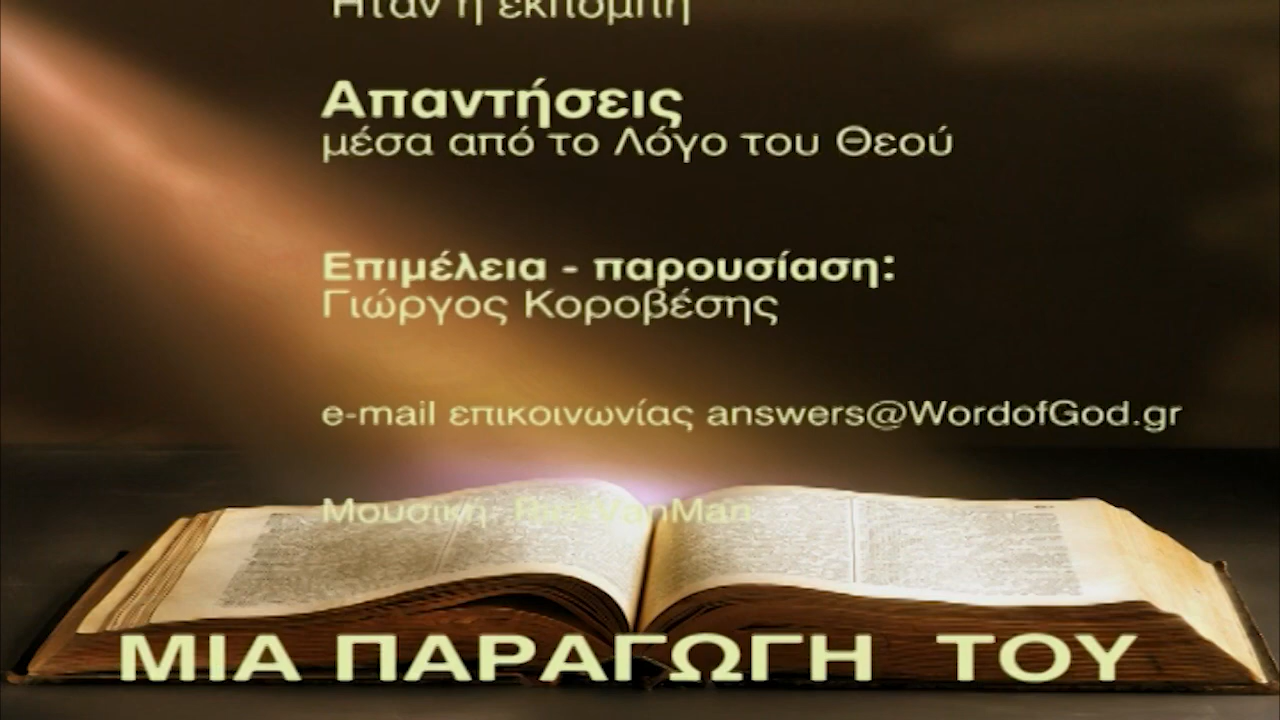 Ήταν η εκπομπή
Απαντήσεις
μέσα από το Λόγο του Θεού
Επιμέλεια - παρουσίαση:
Γιώργος Κοροβέσης
e-mail επικοινωνίας answers@WordofGod.gr
Μουσική:
ΜΙΑ ΠΑΡΑΓΩΓΗ ΤΟΥ